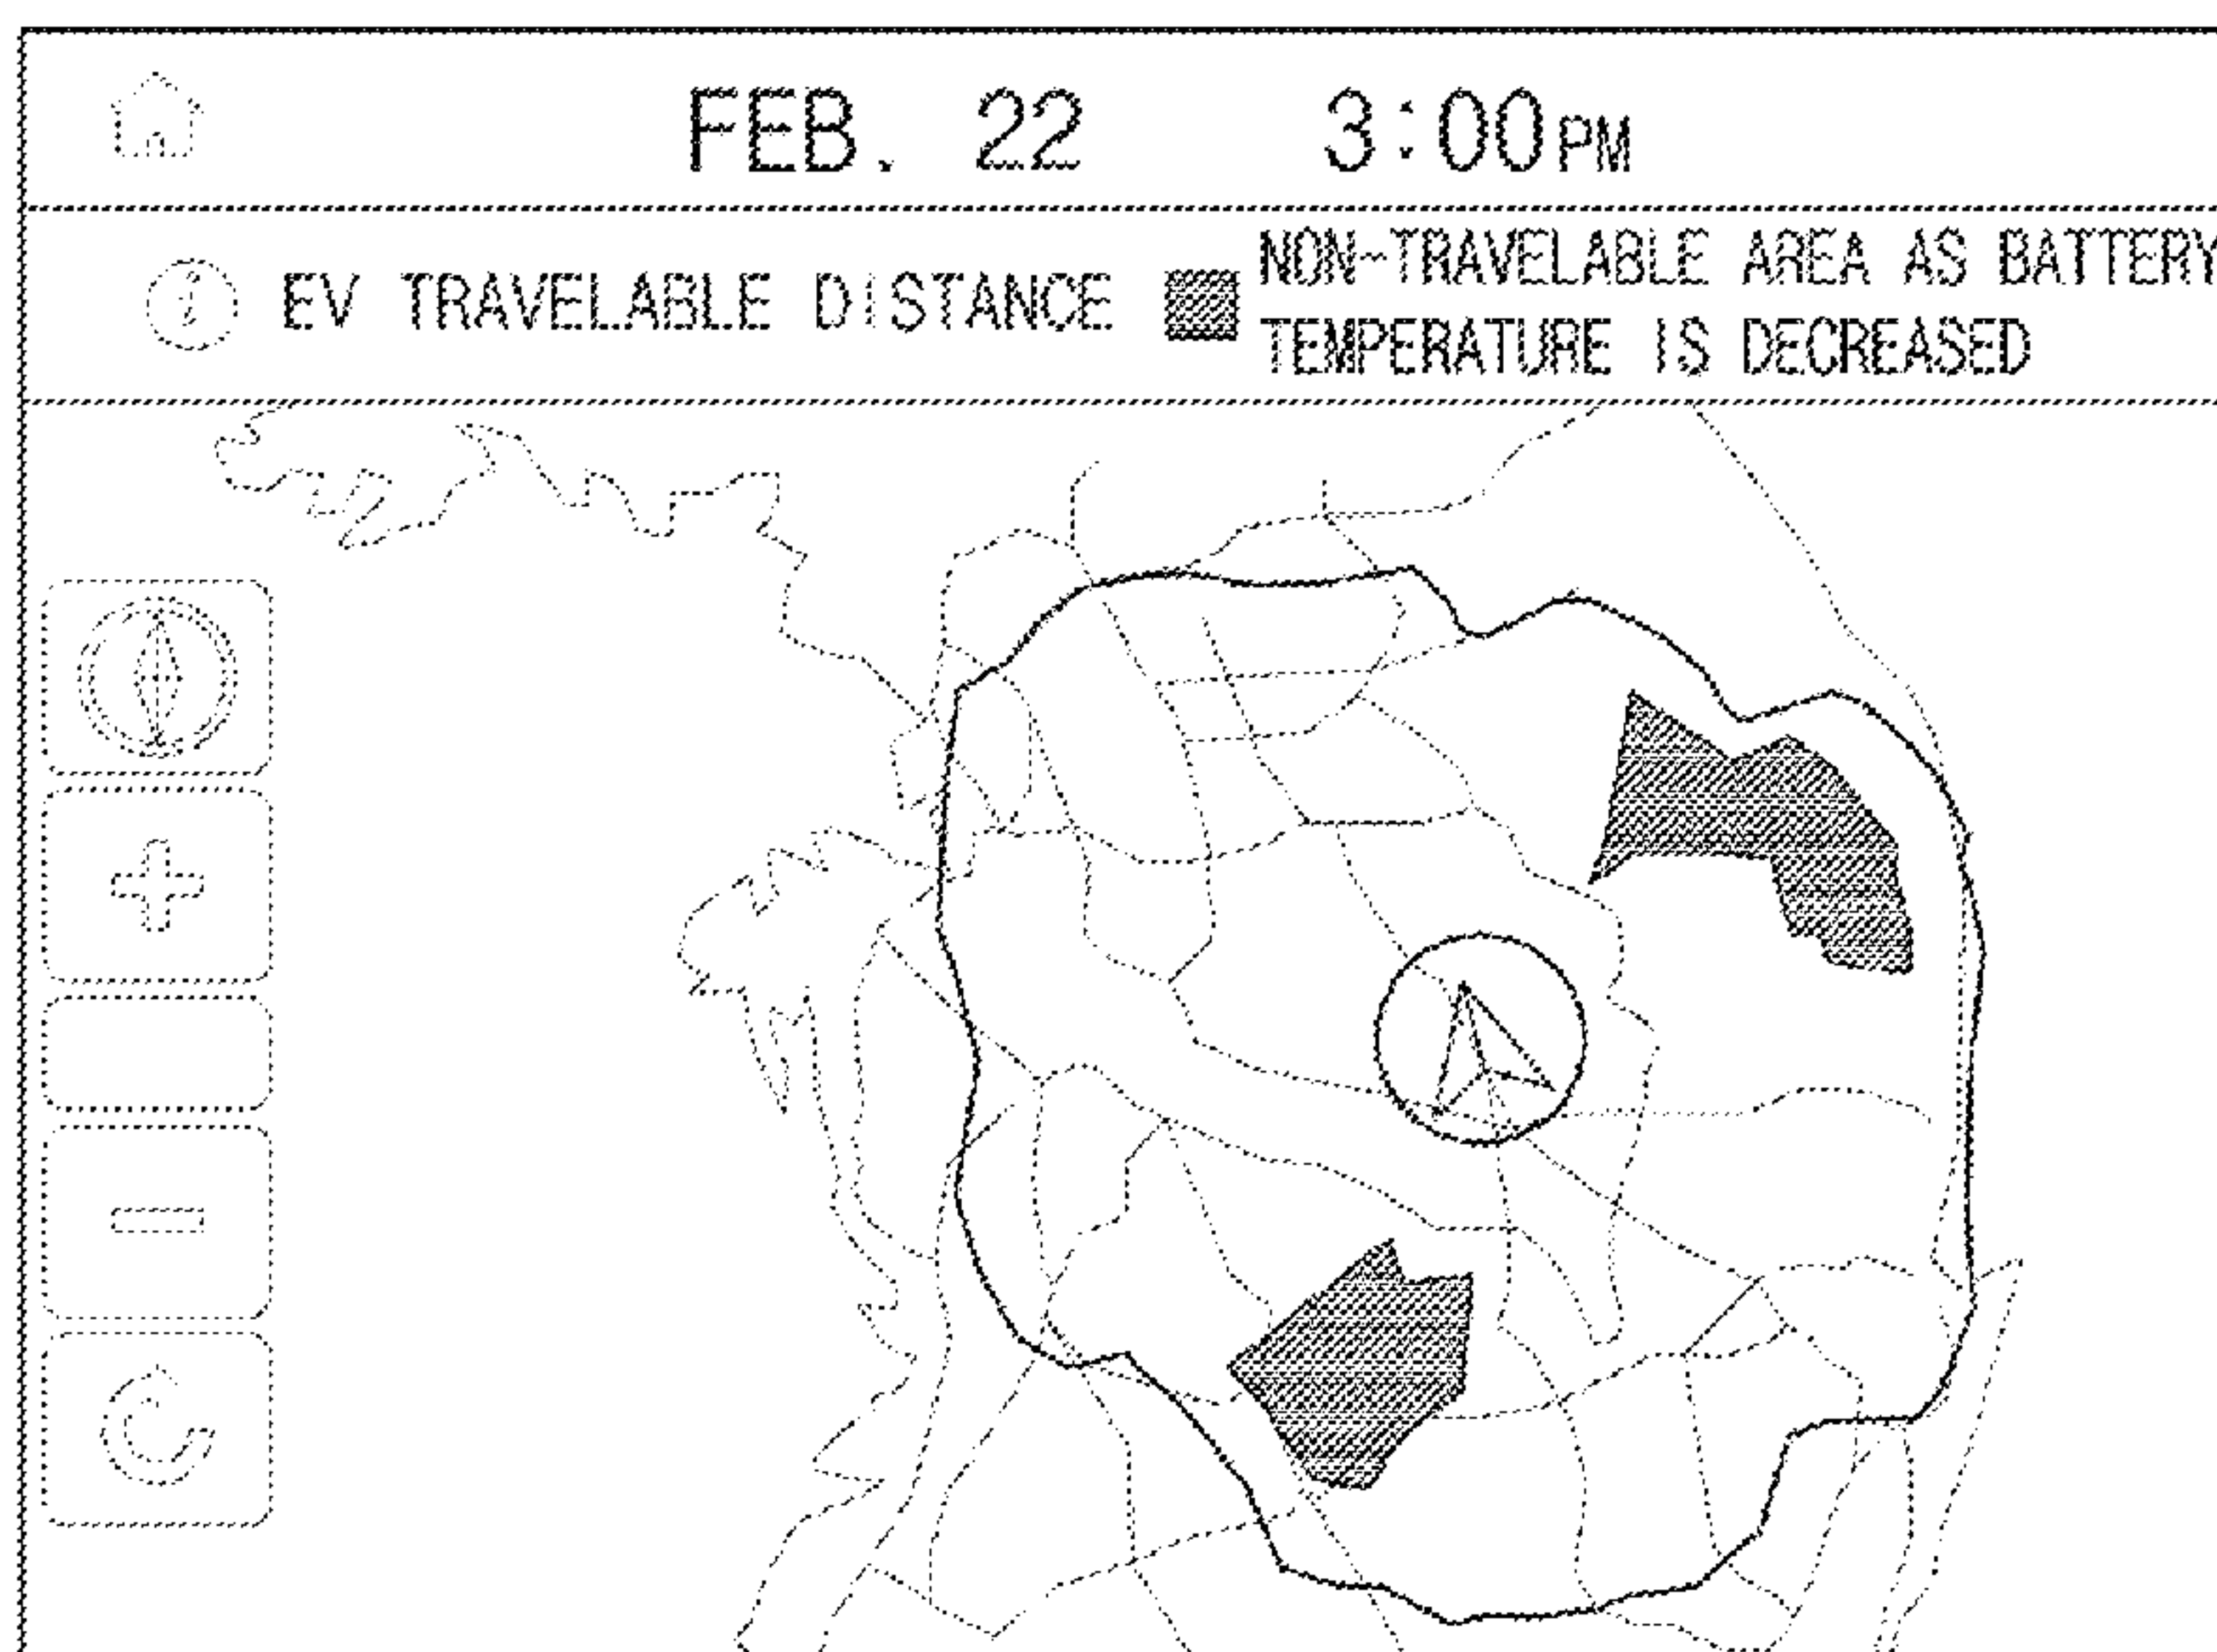 FEB. 22 3:00PM
i EV TRAVELABLE DISTANCE
NON-TRAVELABLE AREA AS BATTERY
TEMPERATURE IS DECREASED